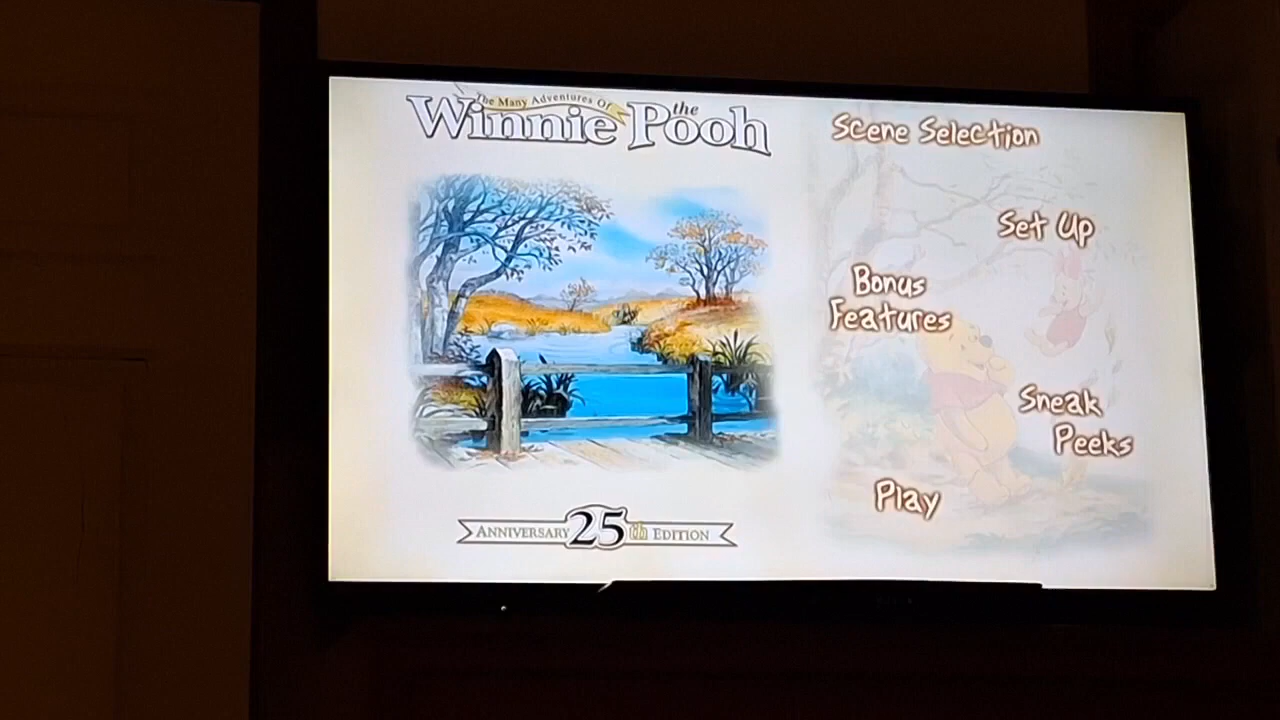 The Many Adventures Of
Winnie the Pooh
Scene Selection
Set Up
Bonus
Features
Sneak
Peeks
Play
ANNIVERSARY 25th EDITION